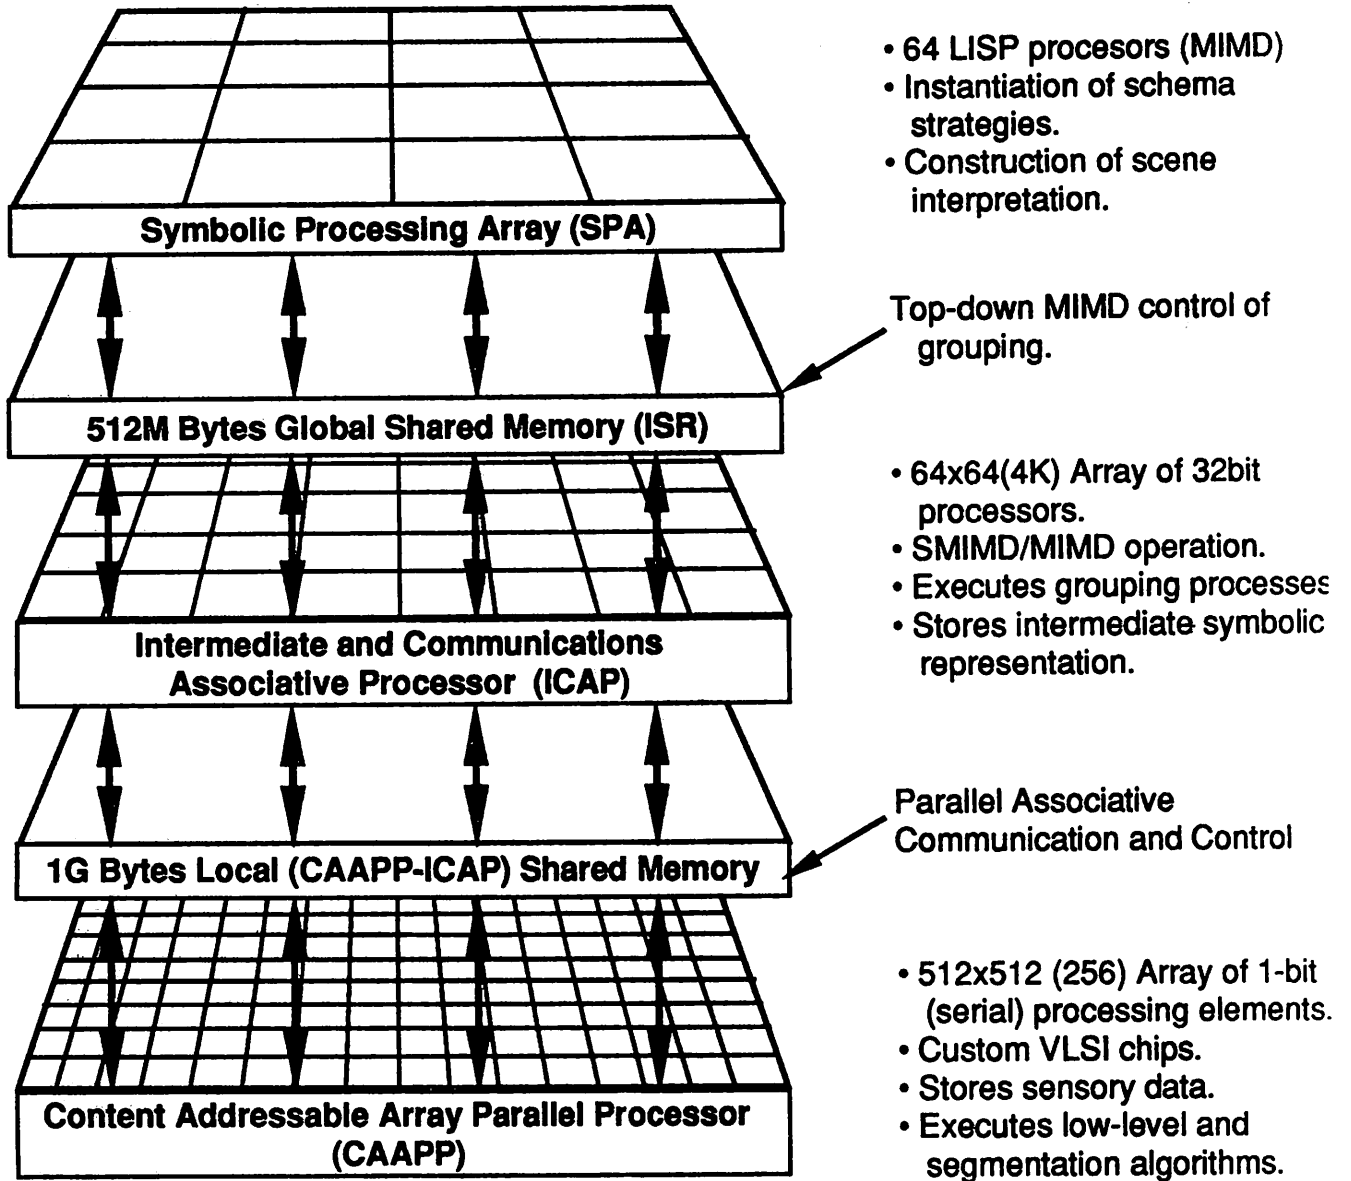 • 64 LISP procesors (MIMD)
• Instantiation of schema
strategies.
• Construction of scene
interpretation.
Symbolic Processing Array (SPA)
Top-down MIMD control of
grouping.
512M Bytes Global Shared Memory (ISR)
• 64x64(4K) Array of 32bit
processors.
• SMIMD/MIMD operation.
• Executes grouping processes
• Stores intermediate symbolic
representation.
Intermediate and Communications
Associative Processor (ICAP)
Parallel Associative
Communication and Control
1G Bytes Local (CAAPP-ICAP) Shared Memory
• 512x512 (256) Array of 1-bit
(serial) processing elements.
• Custom VLSI chips.
• Stores sensory data.
• Executes low-level and
segmentation algorithms.
Content Addressable Array Parallel Processor
(CAAPP)